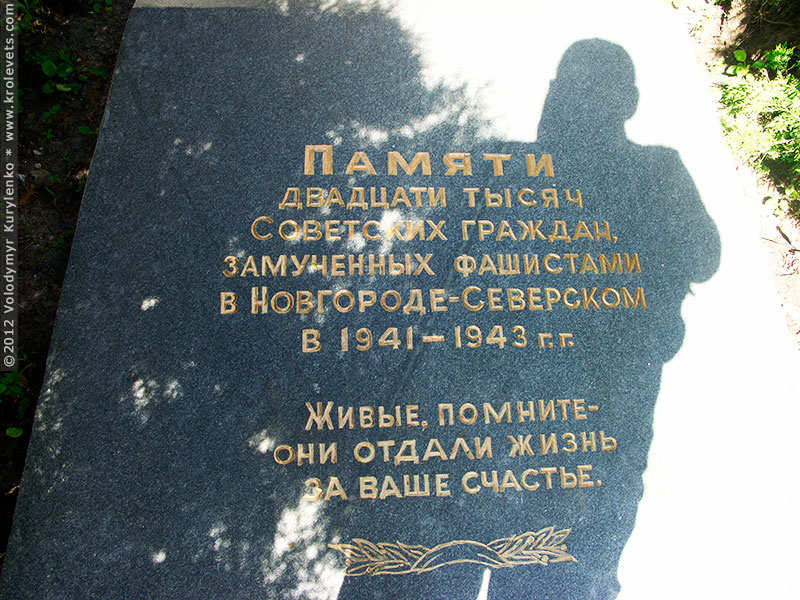 Памяти
двадцати тысяч
Советских граждан,
замученных фашистами
в Новгороде-Северском
в 1941 – 1943 г.г.
Живые, помните-
они отдали жизнь
за ваше счастье.
©2012 Volodymyr Kurylenko * www.krolevets.com